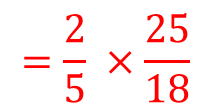 = 2/5 × 25/18